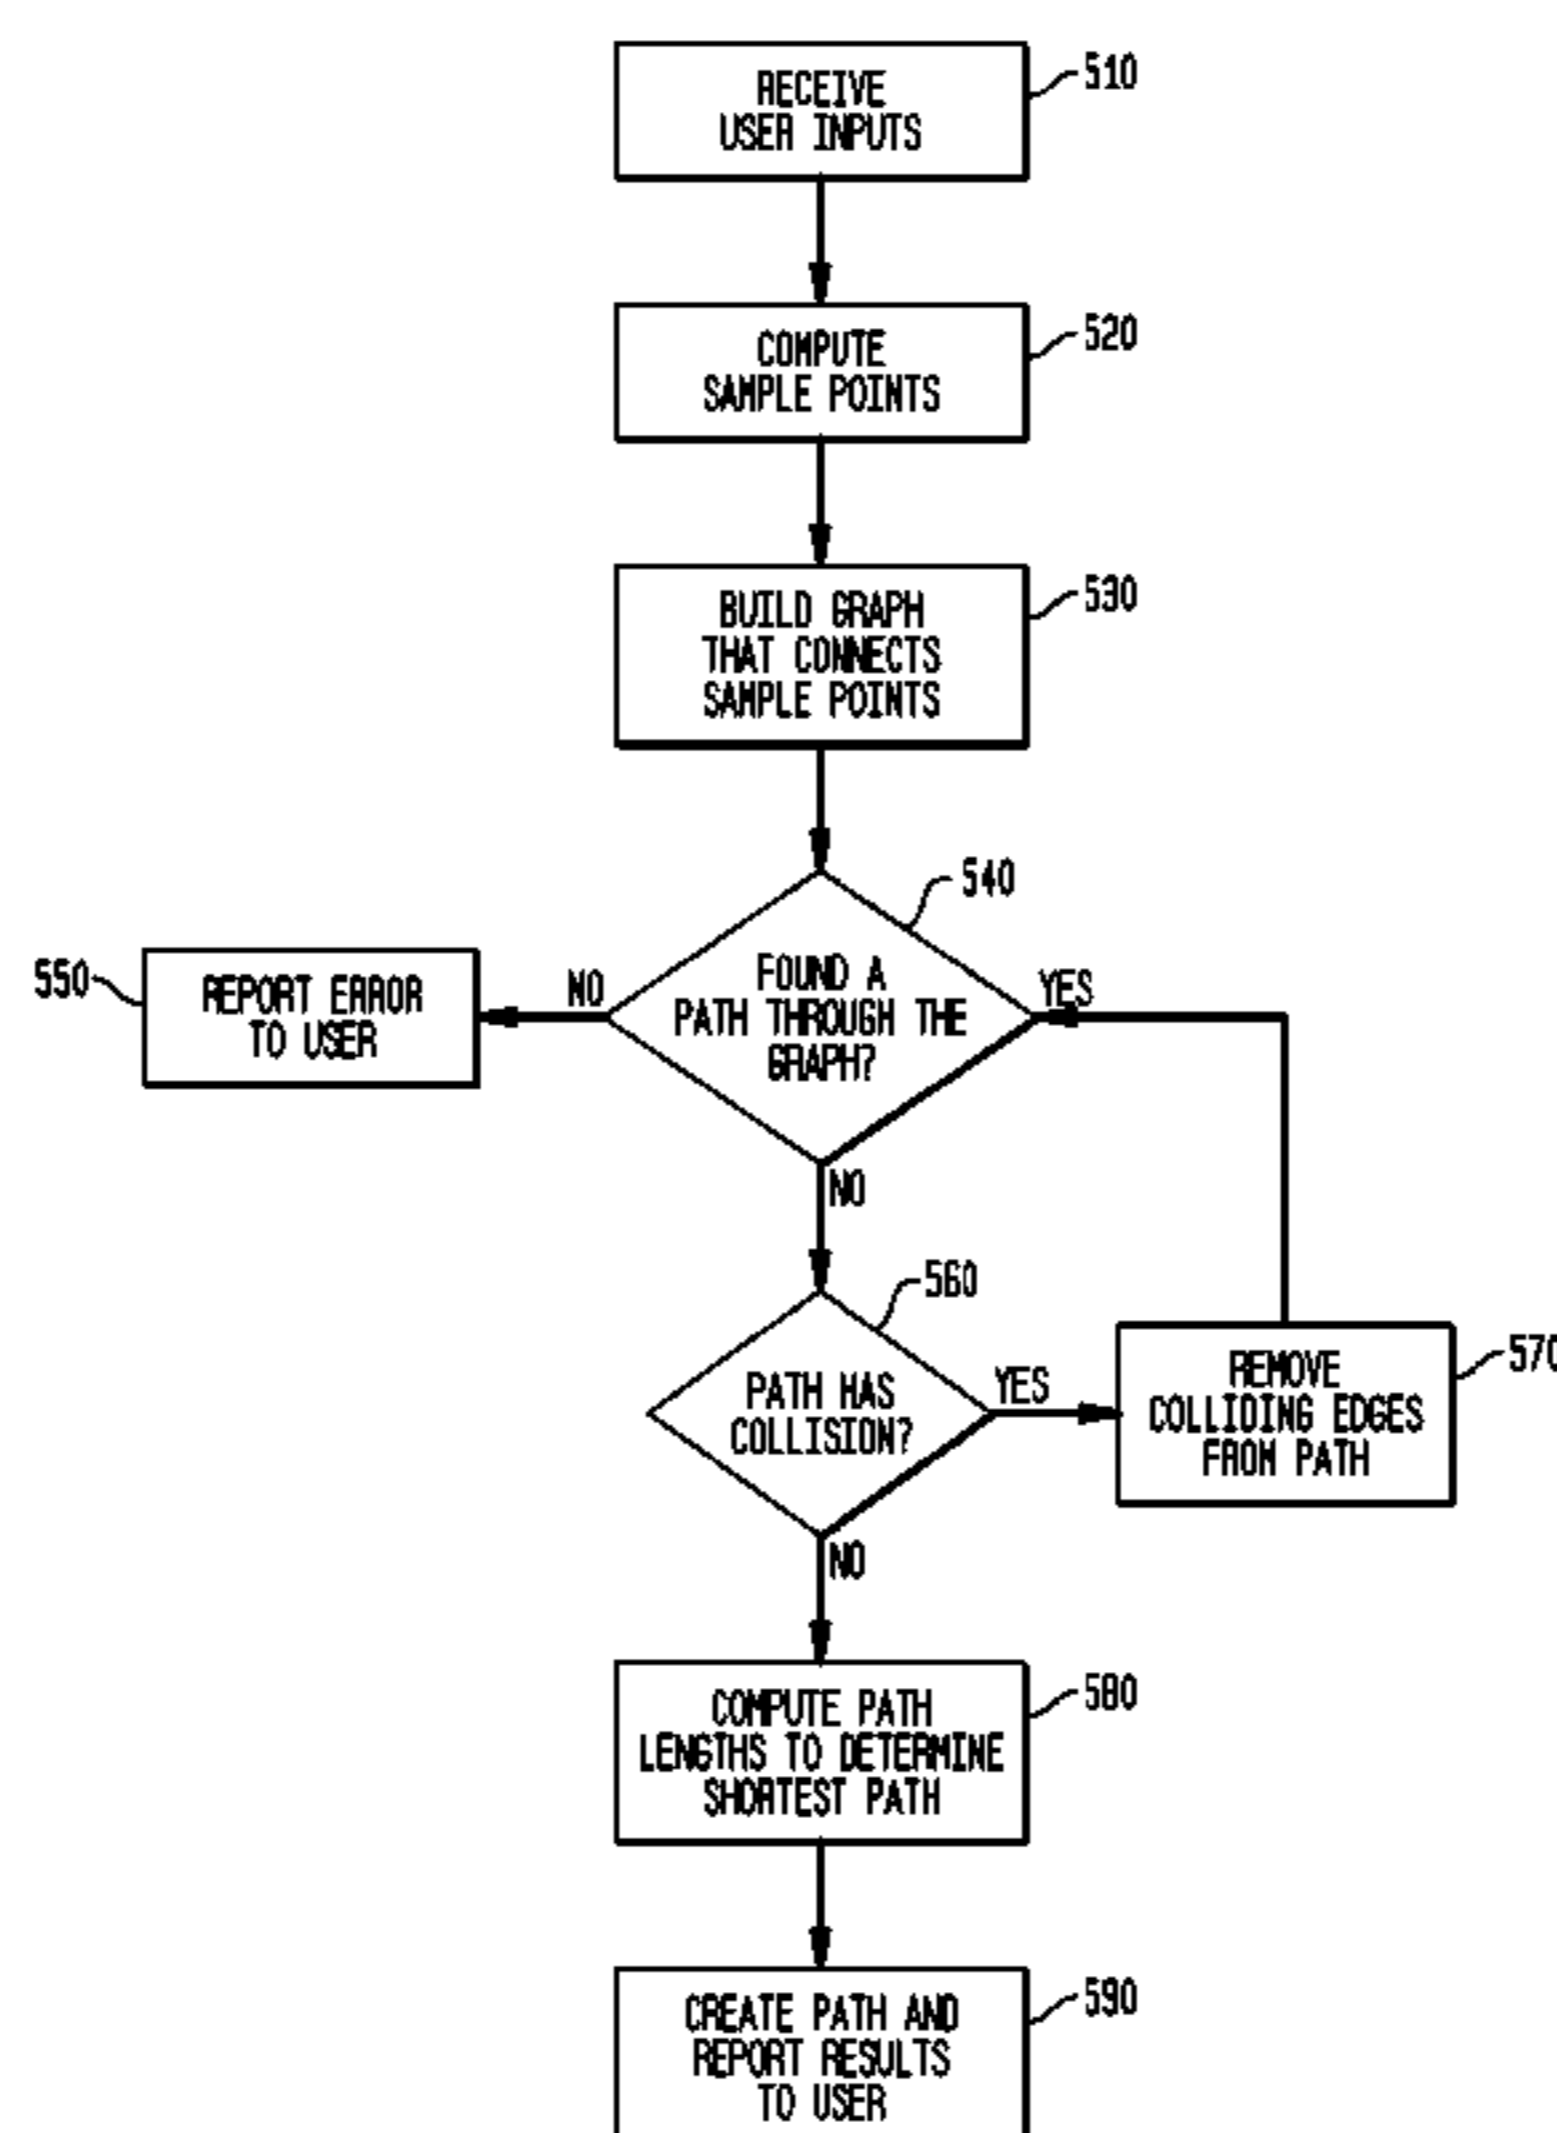 RECEIVE
USER INPUTS
510
COMPUTE
SAMPLE POINTS
520
BUILD GRAPH
THAT CONNECTS
SAMPLE POINTS
530
540
FOUND A
PATH THROUGH THE
GRAPH?
NO
YES
550
REPORT ERROR
TO USER
NO
560
PATH HAS
COLLISION?
YES
REMOVE
COLLIDING EDGES
FROM PATH
570
NO
COMPUTE PATH
LENGTHS TO DETERMINE
SHORTEST PATH
580
CREATE PATH AND
REPORT RESULTS
TO USER
590